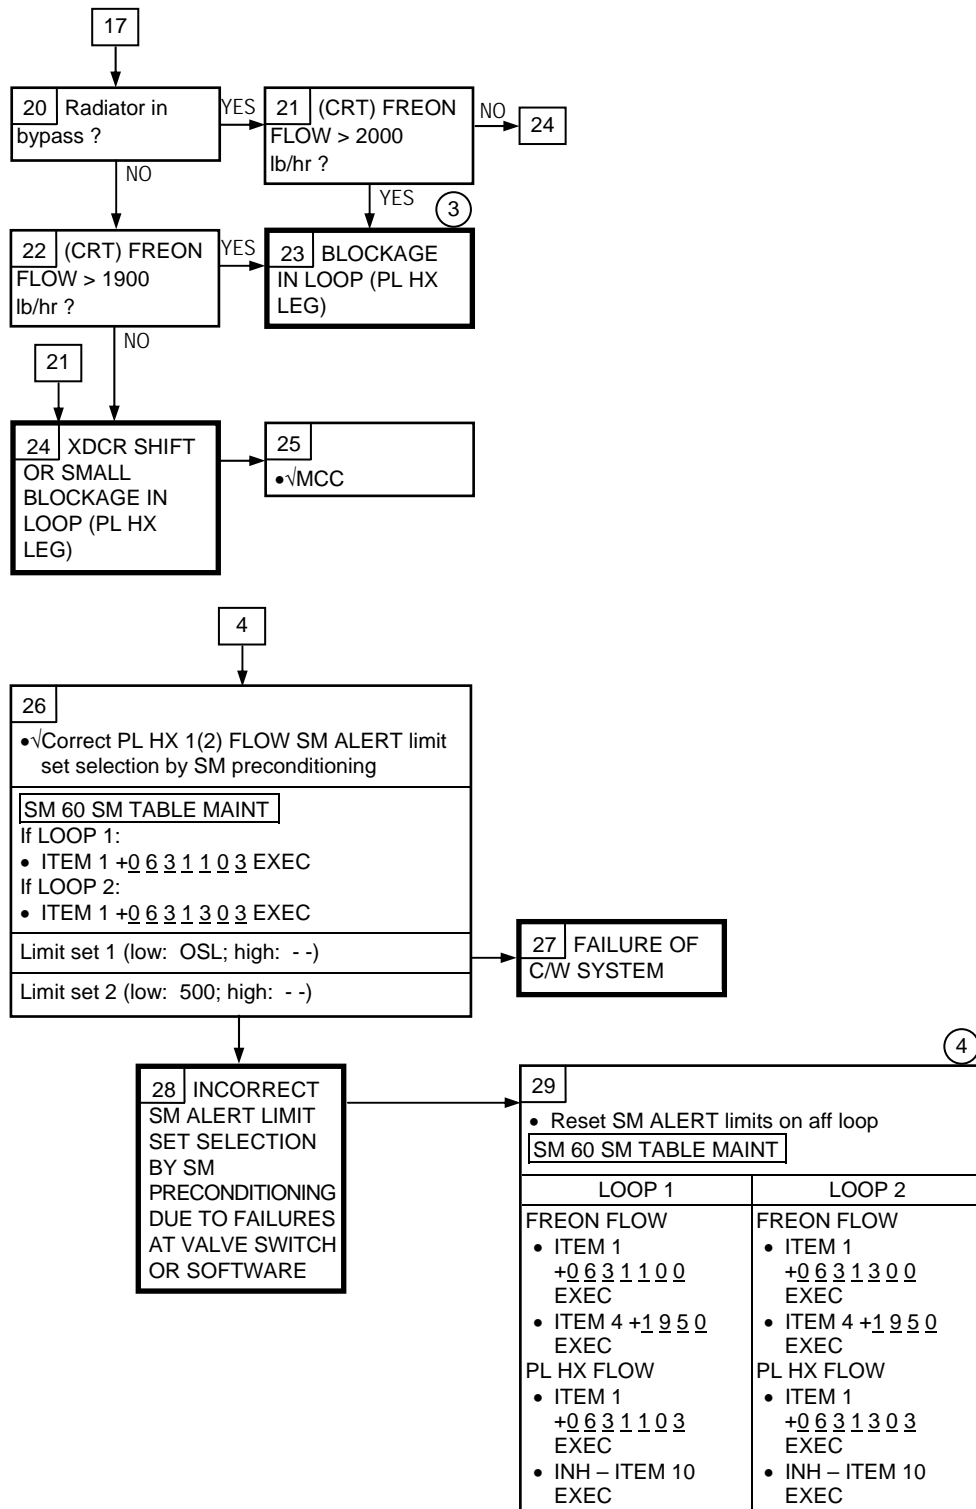 17
20 Radiator in
bypass ?
YES
21 (CRT) FREON
FLOW > 2000
lb/hr ?
NO
24
NO
YES
3
22 (CRT) FREON
FLOW > 1900
lb/hr ?
YES
23 BLOCKAGE
IN LOOP (PL HX
LEG)
NO
21
24 XDCR SHIFT
OR SMALL
BLOCKAGE IN
LOOP (PL HX
LEG)
25
•√MCC
4
26
•√Correct PL HX 1(2) FLOW SM ALERT limit
set selection by SM preconditioning
SM 60 SM TABLE MAINT
If LOOP 1:
• ITEM 1 +0 6 3 1 1 0 3 EXEC
If LOOP 2:
• ITEM 1 +0 6 3 1 3 0 3 EXEC
Limit set 1 (low: OSL; high: - -)
Limit set 2 (low: 500; high: - -)
27 FAILURE OF
C/W SYSTEM
28 INCORRECT
SM ALERT LIMIT
SET SELECTION
BY SM
PRECONDITIONING
DUE TO FAILURES
AT VALVE SWITCH
OR SOFTWARE
4
29
• Reset SM ALERT limits on aff loop
SM 60 SM TABLE MAINT
LOOP 1
FREON FLOW
• ITEM 1
+0 6 3 1 1 0 0
EXEC
• ITEM 4 +1 9 5 0
EXEC
PL HX FLOW
• ITEM 1
+0 6 3 1 1 0 3
EXEC
• INH – ITEM 10
EXEC
LOOP 2
FREON FLOW
• ITEM 1
+0 6 3 1 3 0 0
EXEC
• ITEM 4 +1 9 5 0
EXEC
PL HX FLOW
• ITEM 1
+0 6 3 1 3 0 3
EXEC
• INH – ITEM 10
EXEC